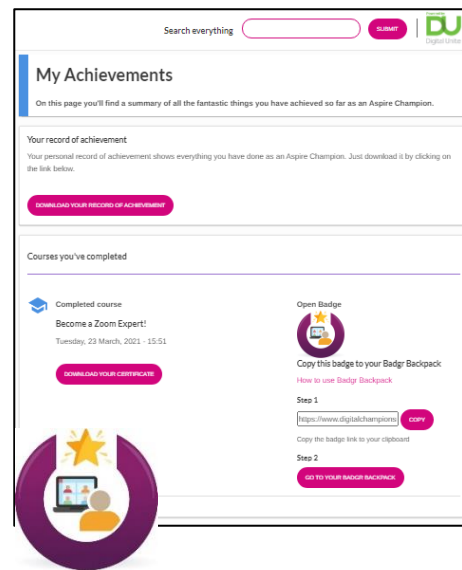 Search everything
SUBMIT
Powered by
DU
Digital Unite
My Achievements
On this page you'll find a summary of all the fantastic things you have achieved so far as an Aspire Champion.
Your record of achievement
Your personal record of achievement shows everything you have done as an Aspire Champion. Just download it by clicking on
the link below.
DOWNLOAD YOUR RECORD OF ACHIEVEMENT
Courses you've completed
Completed course
Become a Zoom Expert!
Tuesday, 23 March, 2021 - 15:51
DOWNLOAD YOUR CERTIFICATE
Open Badge
Copy this badge to your Badgr Backpack
How to use Badgr Backpack
Step 1
https://www.digitalchampions
COPY
Copy the badge link to your clipboard
Step 2
GO TO YOUR BADGR BACKPACK